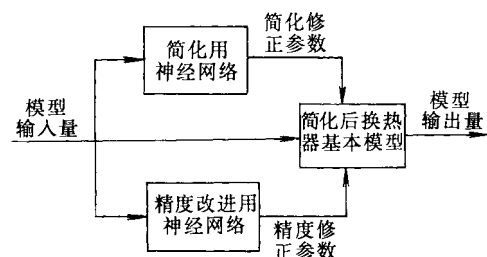 简化用
神经网络
简化修
正参数
模型
输入量
简化后换热
器基本模型
模型
输出量
精度改进用
神经网络
精度修
正参数